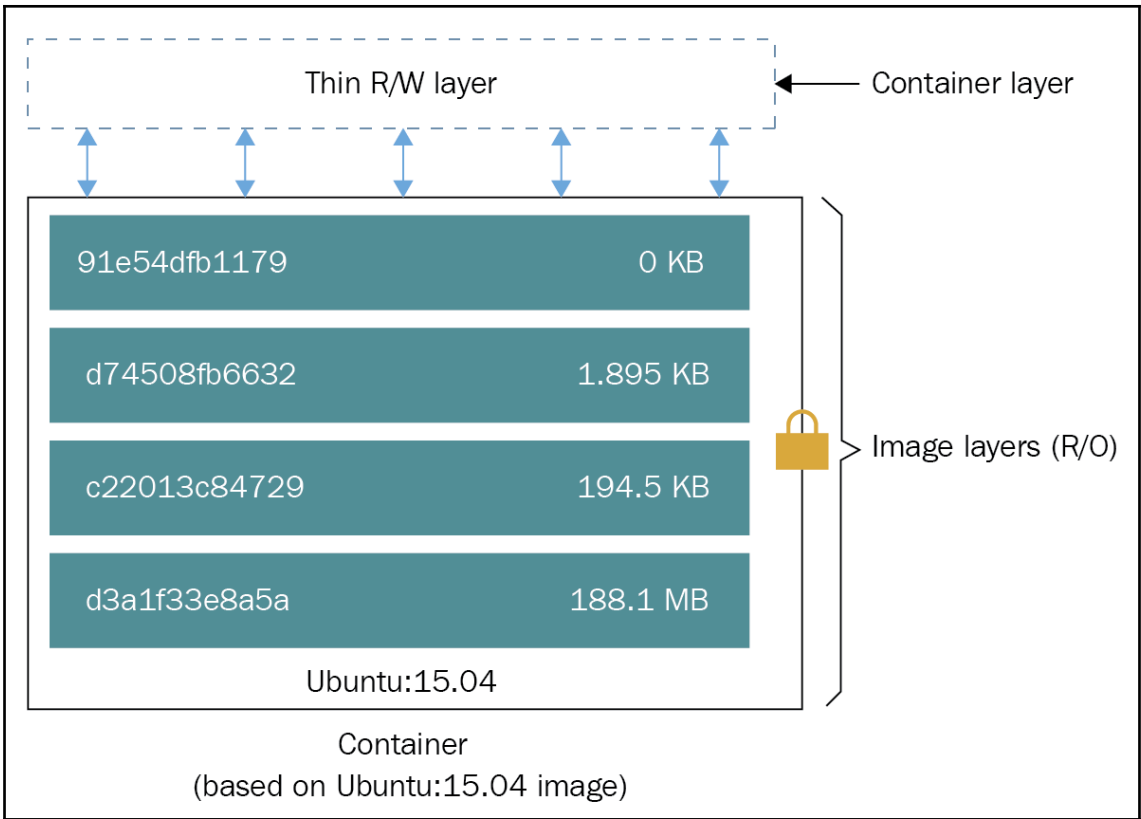 Thin R/W layer
Container layer
91e54dfb1179 0 KB
d74508fb6632 1.895 KB
c22013c84729 194.5 KB
Image layers (R/O)
d3a1f33e8a5a 188.1 MB
Ubuntu:15.04
Container
(based on Ubuntu:15.04 image)